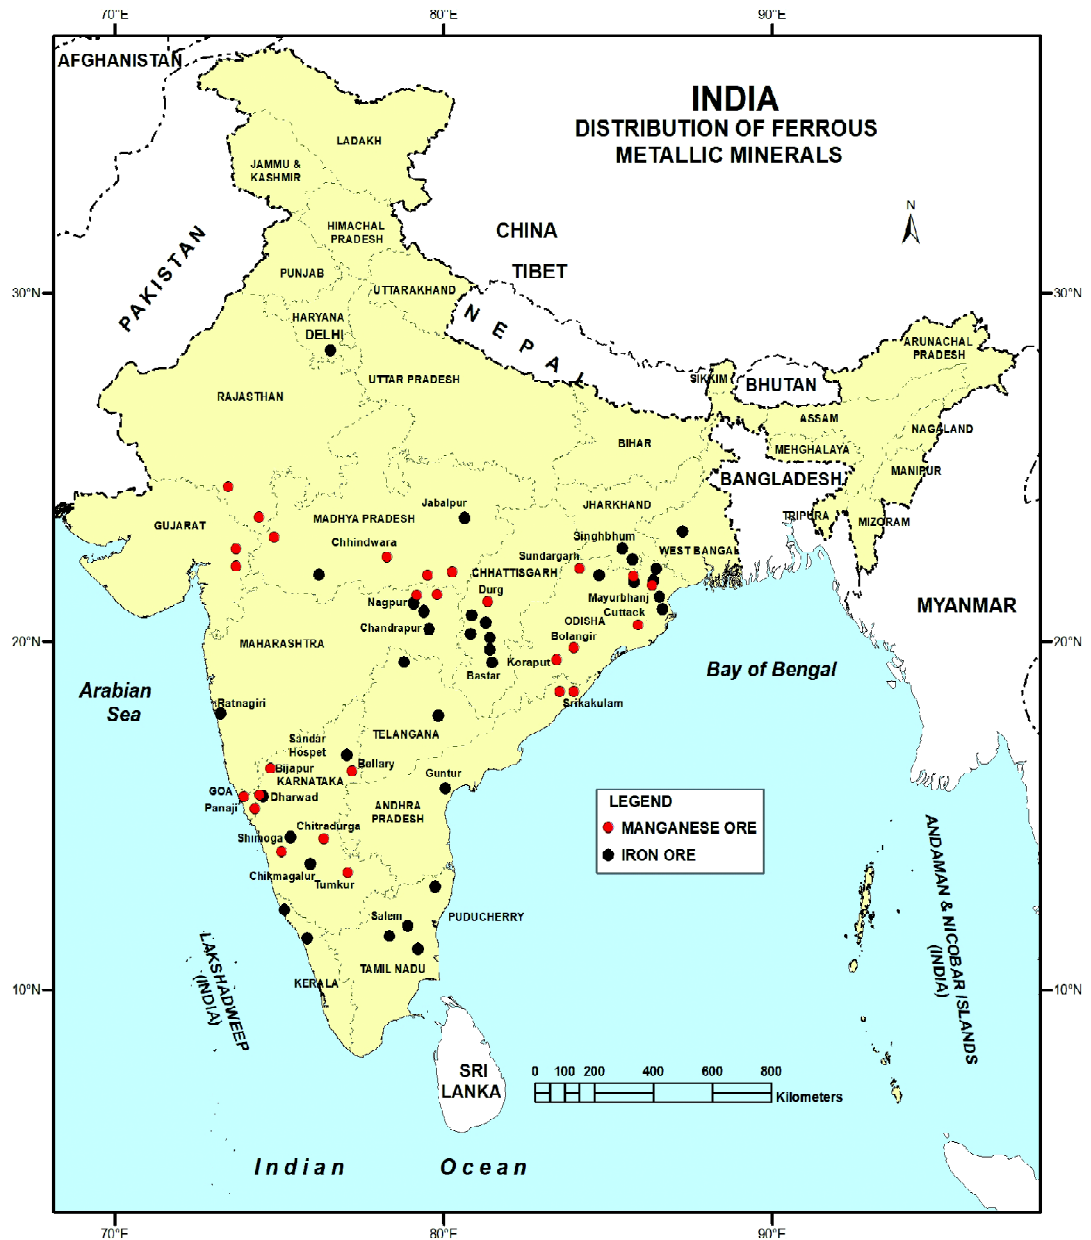 70°E 80°E 90°E
AFGHANISTAN
INDIA
DISTRIBUTION OF FERROUS
METALLIC MINERALS
LADAKH
JAMMU &
KASHMIR
N
HIMACHAL
PRADESH
CHINA
TIBET
PAKISTAN
PUNJAB
UTTARAKHAND
30°N 30°N
NEPAL
HARYANA
DELHI
ARUNACHAL
PRADESH
SIKKIM
BHUTAN
UTTAR PRADESH
RAJASTHAN
ASSAM
NAGALAND
BIHAR
MEHGHALAYA
MANIPUR
BANGLADESH
Jabalpur
JHARKHAND
TRIPURA
MIZORAM
GUJARAT
MADHYA PRADESH
Singhbhum
Chhindwara
WEST BANGAL
Sundargarh
CHHATTISGARH
Durg
Nagpur
Mayurbhanj
MYANMAR
Cuttack
ODISHA
Chandrapur
Bolangir
20°N 20°N
MAHARASHTRA
Koraput
Bay of Bengal
Bastar
Arabian
Sea
Ratnagiri
Srikakulam
TELANGANA
Sandar
Hospet
Bijapur
Bellary
Guntur
KARNATAKA
GOA
Dharwad
Panaji
ANDHRA
PRADESH
LEGEND
MANGANESE ORE
IRON ORE
Chitradurga
Shimoga
Chikmagalur
Tumkur
Salem
PUDUCHERRY
ANDAMAN & NICOBAR ISLANDS
(INDIA)
LAKSHADWEEP
(INDIA)
TAMIL NADU
KERALA
10°N 10°N
SRI
LANKA
0 100 200 400 600 800
Kilometers
Indian Ocean
70°E 80°E 90°E